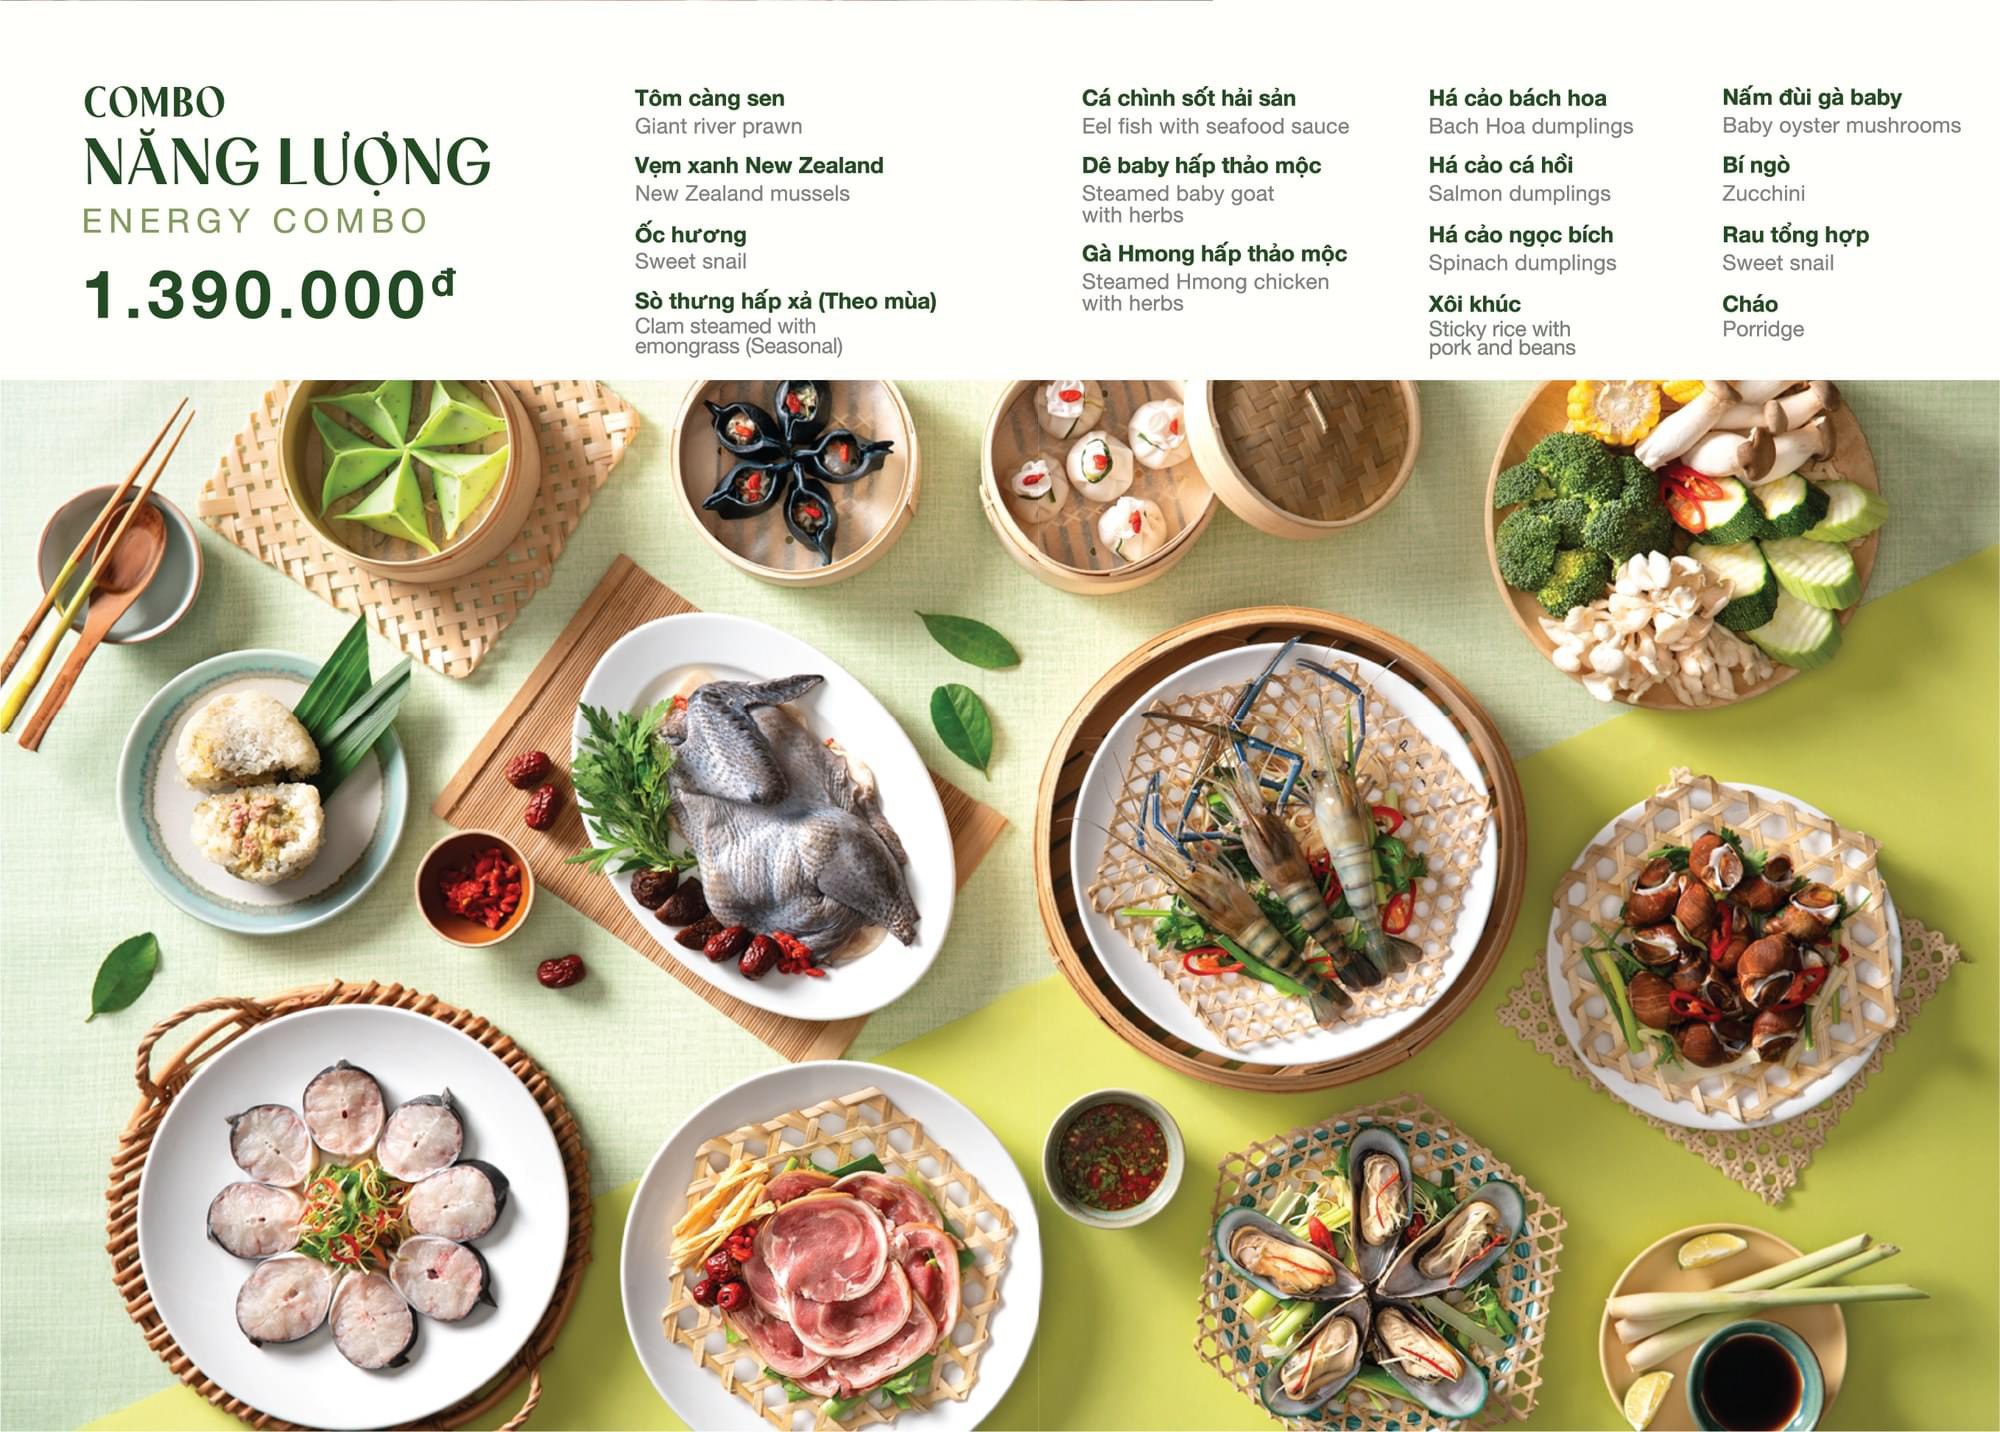 COMBO
NĂNG LƯỢNG
ENERGY COMBO
1.390.000đ
Tôm càng sen
Giant river prawn
Vẹm xanh New Zealand
New Zealand mussels
Ốc hương
Sweet snail
Sò thưng hấp xả (Theo mùa)
Clam steamed with
emongrass (Seasonal)
Cá chình sốt hải sản
Eel fish with seafood sauce
Dê baby hấp thảo mộc
Steamed baby goat
with herbs
Gà Hmong hấp thảo mộc
Steamed Hmong chicken
with herbs
Há cảo bách hoa
Bach Hoa dumplings
Há cảo cá hồi
Salmon dumplings
Há cảo ngọc bích
Spinach dumplings
Xôi khúc
Sticky rice with
pork and beans
Nấm đùi gà baby
Baby oyster mushrooms
Bí ngò
Zucchini
Rau tổng hợp
Sweet snail
Cháo
Porridge